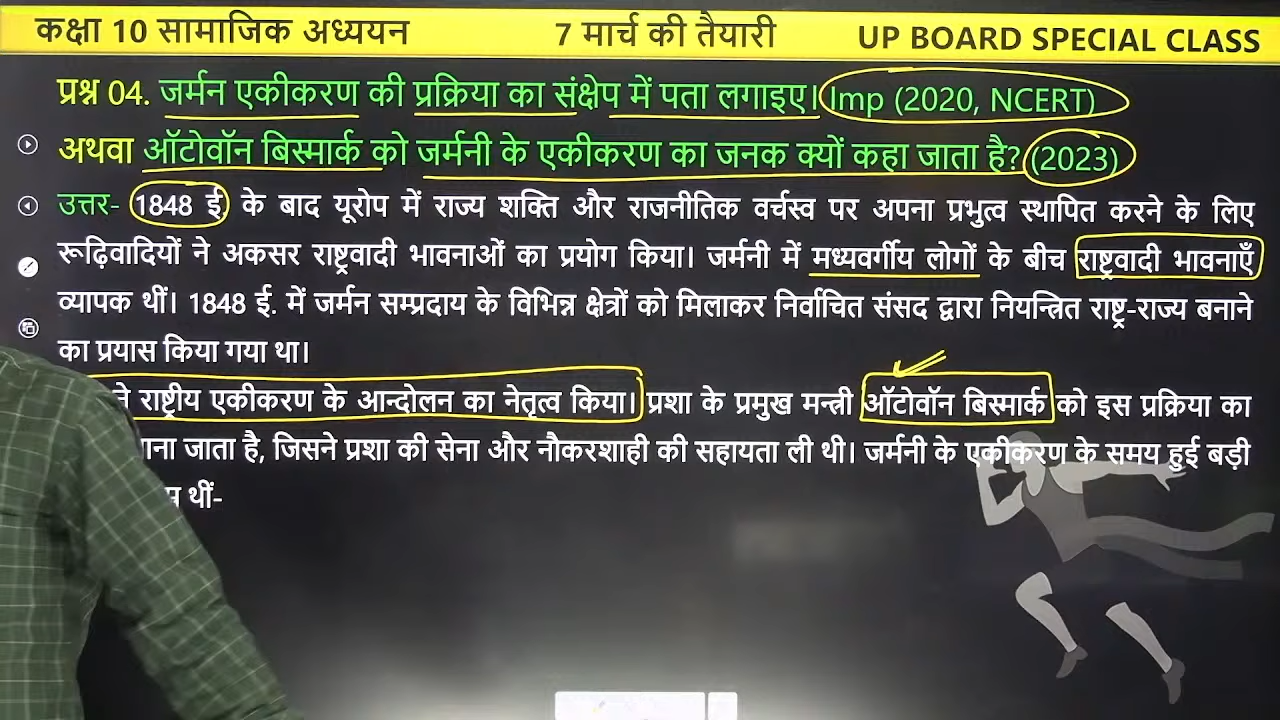 कक्षा 10 सामाजिक अध्ययन 7 मार्च की तैयारी UP BOARD SPECIAL CLASS
प्रश्न 04. जर्मन एकीकरण की प्रक्रिया का संक्षेप में पता लगाइए। Imp (2020, NCERT)
अथवा ऑटोवॉन बिस्मार्क को जर्मनी के एकीकरण का जनक क्यों कहा जाता है? (2023)
उत्तर- 1848 ई. के बाद यूरोप में राज्य शक्ति और राजनीतिक वर्चस्व पर अपना प्रभुत्व स्थापित करने के लिए
रूढ़िवादियों ने अकसर राष्ट्रवादी भावनाओं का प्रयोग किया। जर्मनी में मध्यवर्गीय लोगों के बीच राष्ट्रवादी भावनाएँ
व्यापक थीं। 1848 ई. में जर्मन सम्प्रदाय के विभिन्न क्षेत्रों को मिलाकर निर्वाचित संसद द्वारा नियन्त्रित राष्ट्र-राज्य बनाने
का प्रयास किया गया था।
ने राष्ट्रीय एकीकरण के आन्दोलन का नेतृत्व किया। प्रशा के प्रमुख मन्त्री ऑटोवॉन बिस्मार्क को इस प्रक्रिया का
जाता है, जिसने प्रशा की सेना और नौकरशाही की सहायता ली थी। जर्मनी के एकीकरण के समय हुई बड़ी
थीं-